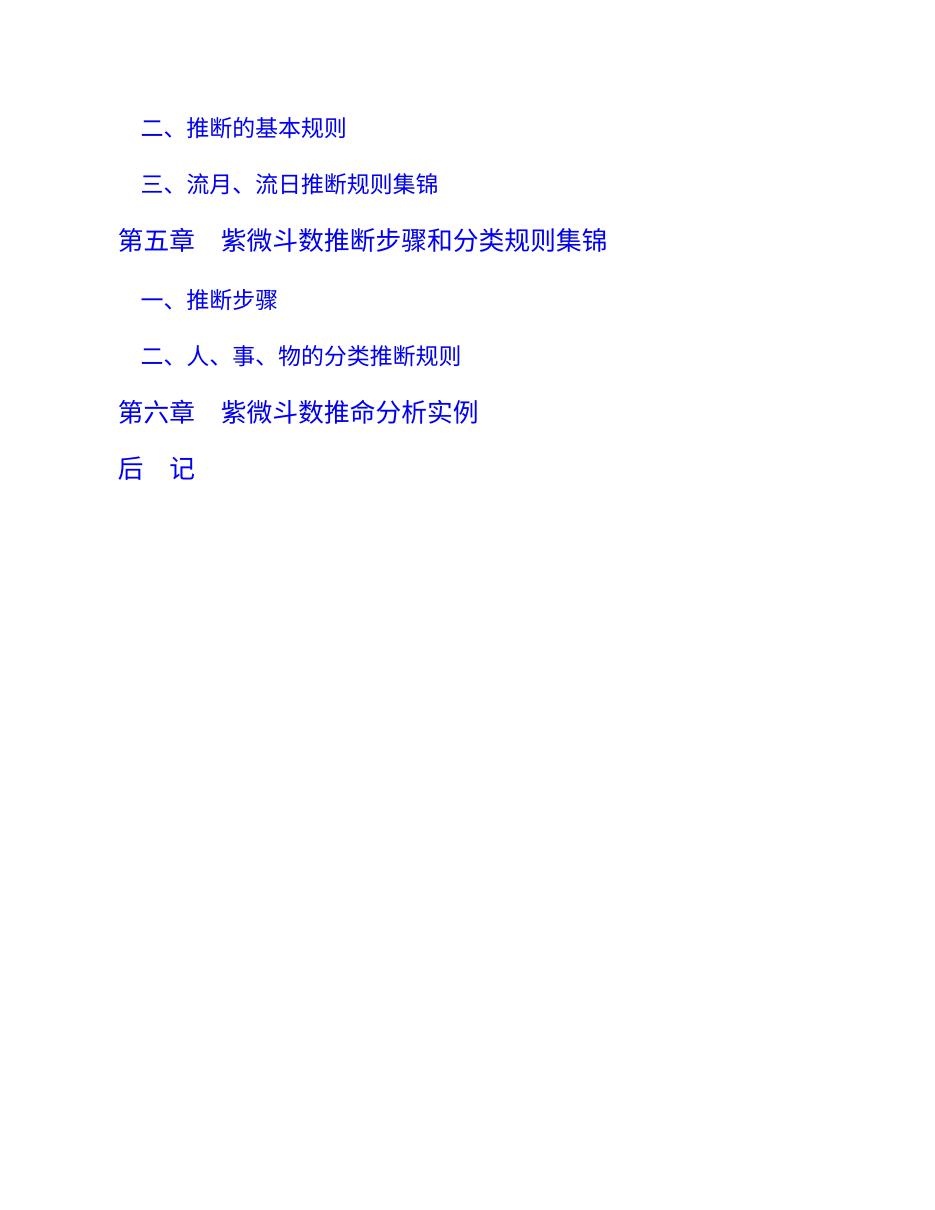 二、推断的基本规则
三、流月、流日推断规则集锦
第五章　紫微斗数推断步骤和分类规则集锦
一、推断步骤
二、人、事、物的分类推断规则
第六章　紫微斗数推命分析实例
后　记